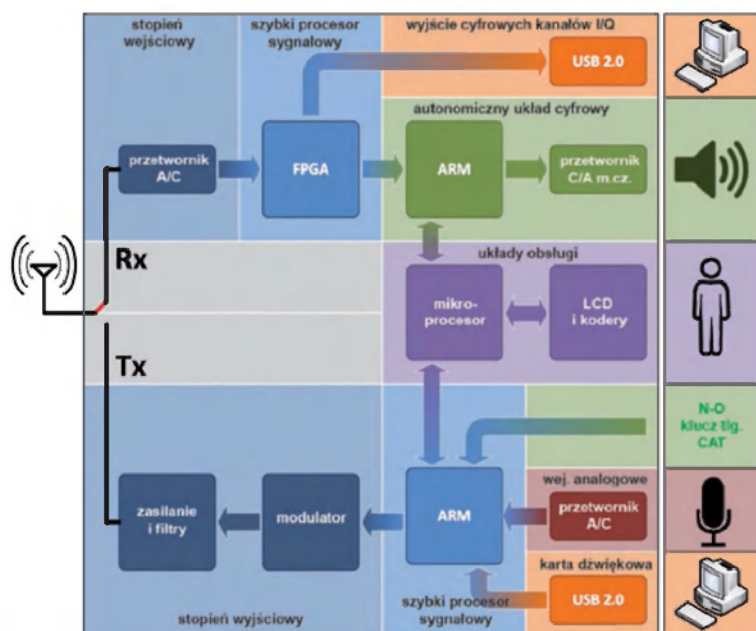 stopień
wejściowy
szybki procesor
sygnałowy
wyjście cyfrowych kanałów I/Q
USB 2.0
autonomiczny układ cyfrowy
przetwornik
A/C
FPGA
ARM
przetwornik
C/A m.cz.
Rx
układy obsługi
mikro-
procesor
LCD
i kodery
Tx
N-O
klucz tlg.
CAT
wej. analogowe
zasilanie
i filtry
modulator
ARM
przetwornik
A/C
karta dźwiękowa
USB 2.0
stopień wyjściowy
szybki procesor
sygnałowy